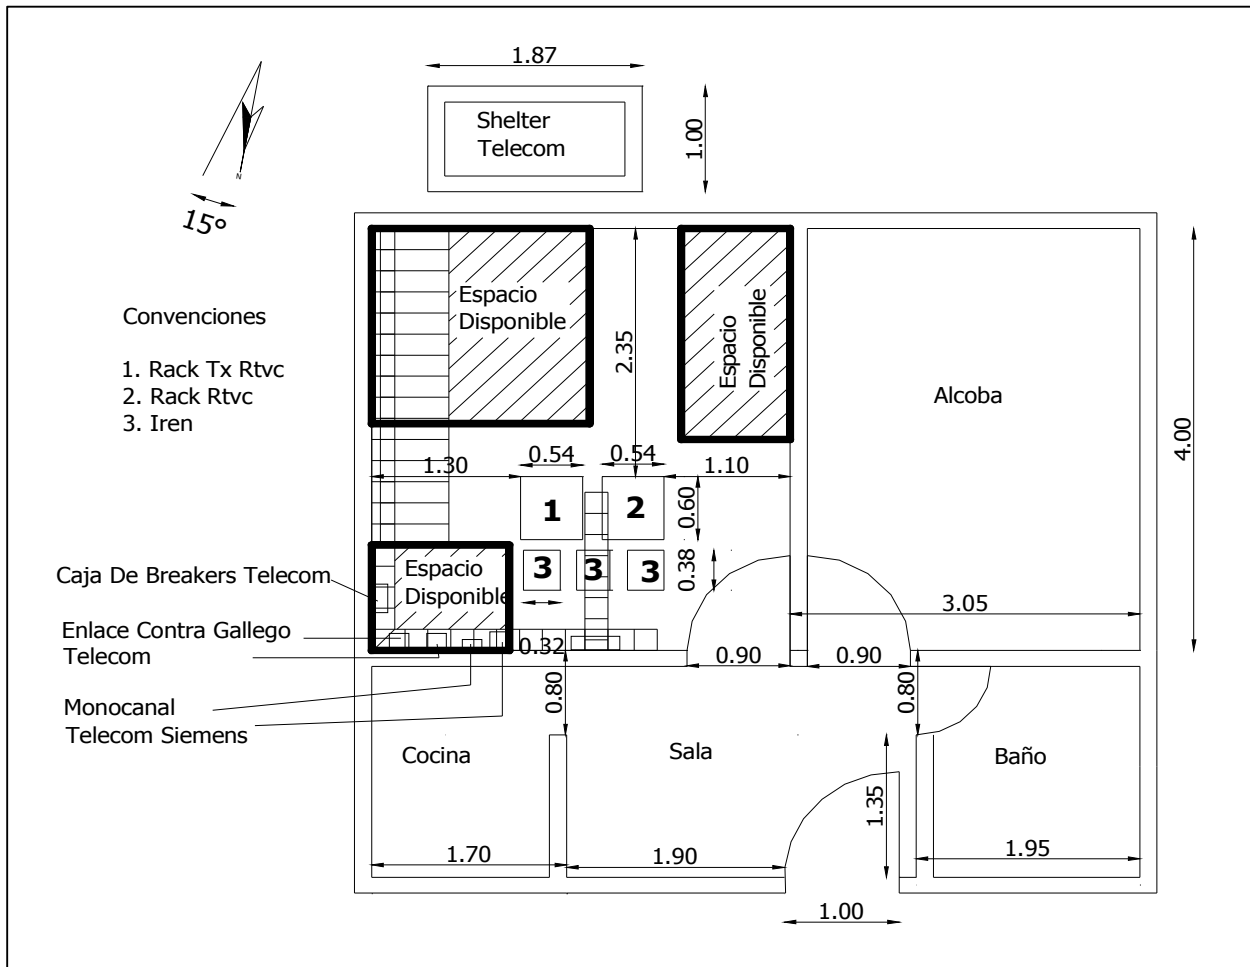 1.87
Shelter
Telecom
1.00
N
15°
Convenciones
1. Rack Tx Rtvc
2. Rack Rtvc
3. Iren
Espacio
Disponible
2.35
Espacio
Disponible
Alcoba
4.00
1.30
0.54
0.54
1.10
1
2
0.60
3
3
3
0.38
Espacio
Disponible
0.32
Caja De Breakers Telecom
Enlace Contra Gallego
Telecom
Monocanal
Telecom Siemens
3.05
0.90
0.90
0.80
0.80
Cocina
Sala
Baño
1.35
1.70
1.90
1.95
1.00